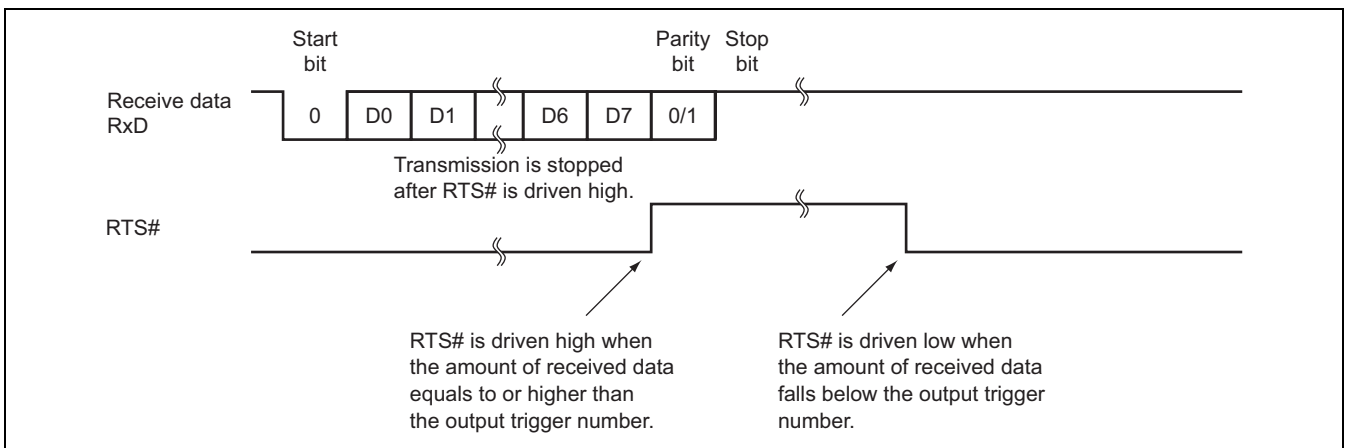 Start
bit
Parity
bit
Stop
bit
Receive data
RxD
0
D0
D1
D6
D7
0/1
Transmission is stopped
after RTS# is driven high.
RTS#
RTS# is driven high when
the amount of received data
equals to or higher than
the output trigger number.
RTS# is driven low when
the amount of received data
falls below the output trigger
number.